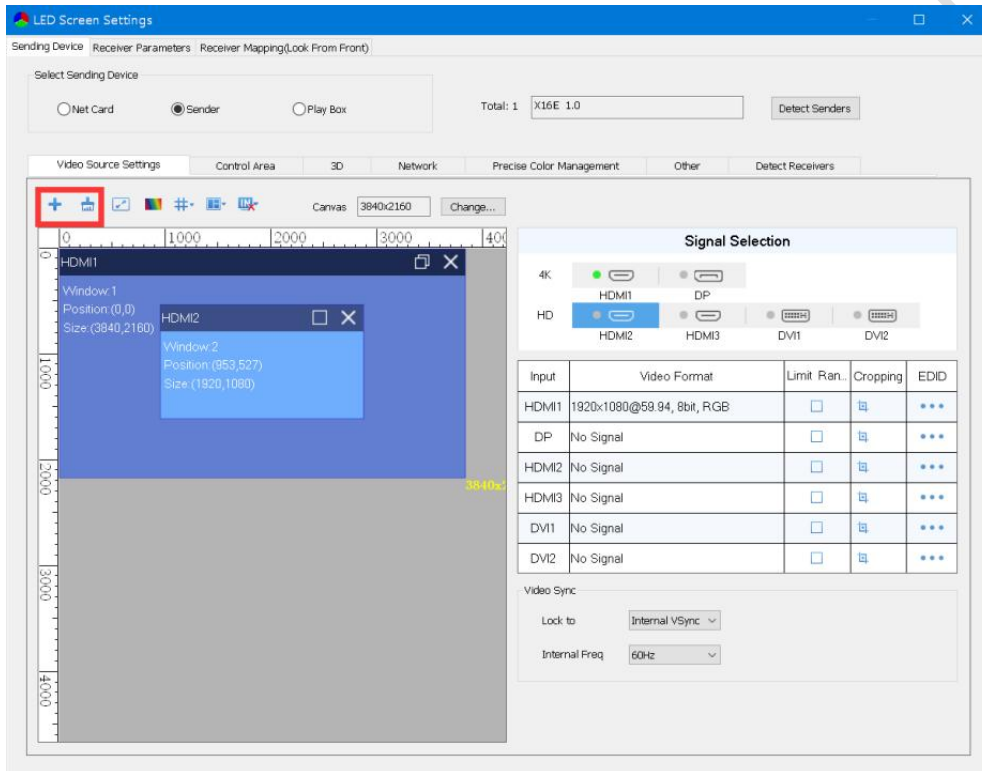 LED Screen Settings
Sending Device Receiver Parameters Receiver Mapping(Look From Front)
Select Sending Device
Net Card Sender Play Box
Total: 1 X16E 1.0 Detect Senders
Video Source Settings Control Area 3D Network Precise Color Management Other Detect Receivers
Canvas 3840x2160 Change...
0 1000 2000 3000 400
HDMI1
Window:1
Position:(0,0)
Size:(3840,2160)
HDMI2
Window:2
Position:(953,527)
Size:(1920,1080)
3840x2
1000
2000
3000
4000
Signal Selection
4K
HDMI1 DP
HD
HDMI2 HDMI3 DVI1 DVI2
Input Video Format Limit Ran... Cropping EDID
HDMI1 1920x1080@59.94, 8bit, RGB
DP No Signal
HDMI2 No Signal
HDMI3 No Signal
DVI1 No Signal
DVI2 No Signal
Video Sync
Lock to Internal VSync
Internal Freq 60Hz